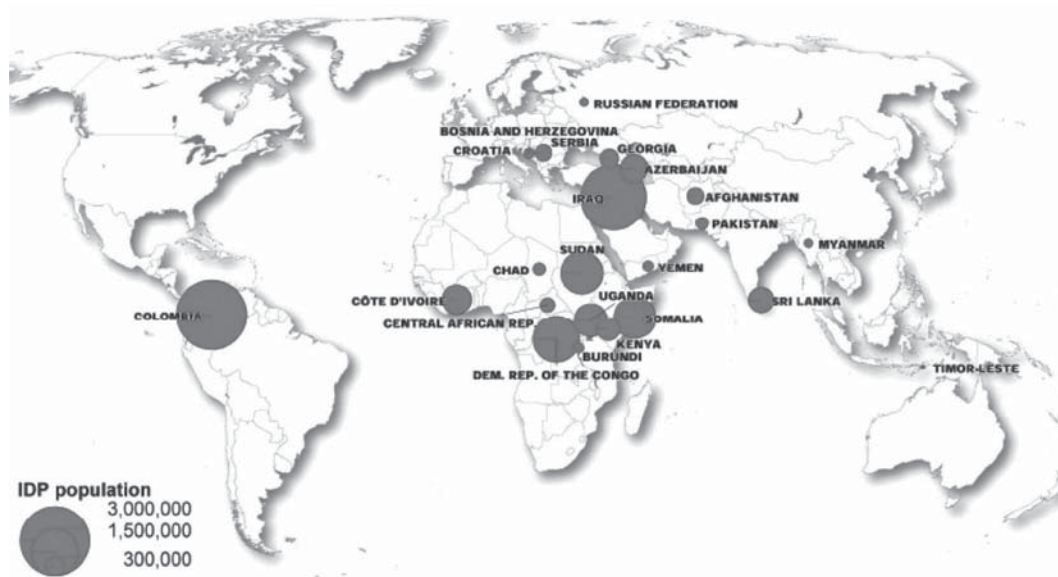 RUSSIAN FEDERATION
BOSNIA AND HERZEGOVINA
SERBIA
CROATIA
GEORGIA
AZERBAIJAN
IRAQ
AFGHANISTAN
PAKISTAN
SUDAN
MYANMAR
CHAD
YEMEN
CÔTE D'IVOIRE
UGANDA
SRI LANKA
COLOMBIA
CENTRAL AFRICAN REP.
SOMALIA
KENYA
BURUNDI
DEM. REP. OF THE CONGO
TIMOR-LESTE
IDP population
3,000,000
1,500,000
300,000